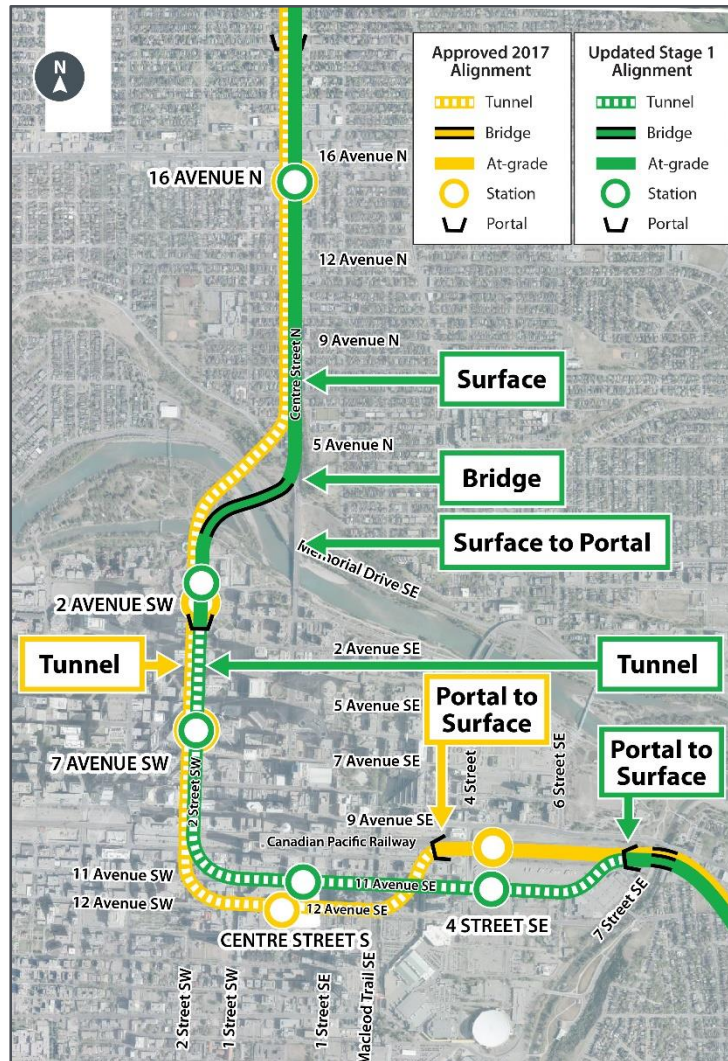 N
Approved 2017
Alignment
Tunnel
Bridge
At-grade
Station
Portal
Updated Stage 1
Alignment
Tunnel
Bridge
At-grade
Station
Portal
16 AVENUE N
16 Avenue N
12 Avenue N
9 Avenue N
Centre Street N
Surface
5 Avenue N
Bridge
Surface to Portal
Memorial Drive SE
2 AVENUE SW
2 Avenue SE
Tunnel
Tunnel
5 Avenue SE
Portal to
Surface
Portal to
Surface
7 AVENUE SW
7 Avenue SE
4 Street
6 Street SE
2 Street SW
9 Avenue SE
Canadian Pacific Railway
11 Avenue SW
11 Avenue SE
12 Avenue SW
12 Avenue SE
CENTRE STREET S
4 STREET SE
7 Street SE
2 Street SW
1 Street SW
1 Street SE
Macleod Trail SE